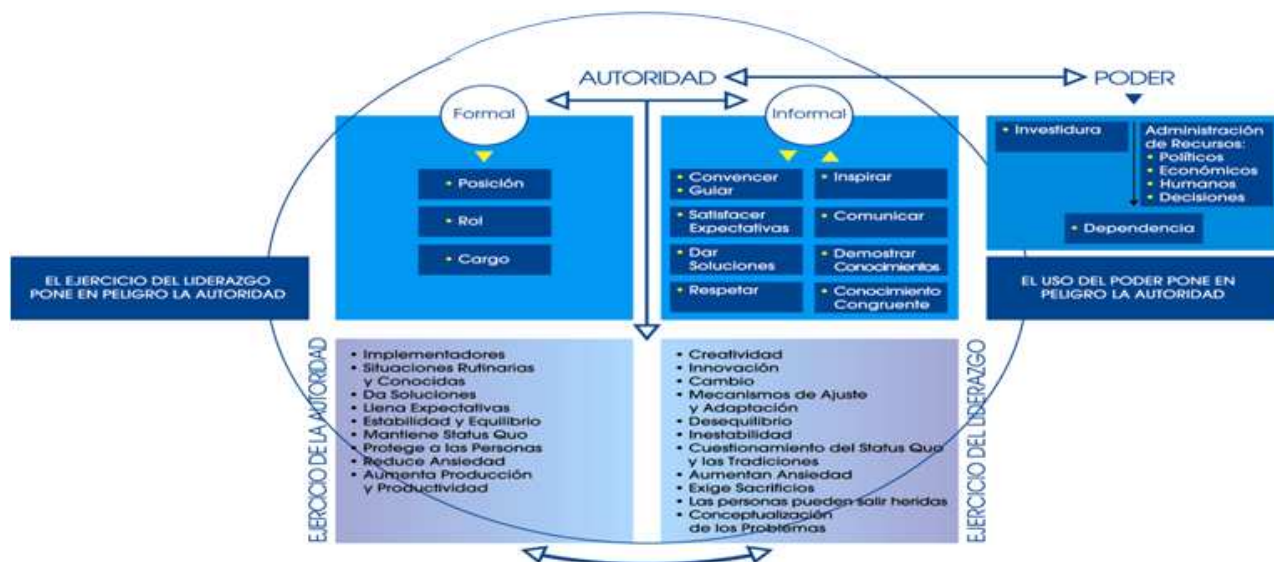 AUTORIDAD
PODER
Formal
Informal
• Posición
• Rol
• Cargo
• Convencer
• Guiar
• Satisfacer
Expectativas
• Dar
Soluciones
• Respetar
• Inspirar
• Comunicar
• Demostrar
Conocimientos
• Conocimiento
Congruente
• Investidura
Administración
de Recursos:
• Políticos
• Económicos
• Humanos
• Decisiones
• Dependencia
EL EJERCICIO DEL LIDERAZGO
PONE EN PELIGRO LA AUTORIDAD
EL USO DEL PODER PONE EN
PELIGRO LA AUTORIDAD
EJERCICIO DE LA AUTORIDAD
• Implementadores
• Situaciones Rutinarias
y Conocidas
• Da Soluciones
• Llena Expectativas
• Estabilidad y Equilibrio
• Mantiene Status Quo
• Protege a las Personas
• Reduce Ansiedad
• Aumenta Producción
y Productividad
• Creatividad
• Innovación
• Cambio
• Mecanismos de Ajuste
y Adaptación
• Desequilibrio
• Inestabilidad
• Cuestionamiento del Status Quo
y las Tradiciones
• Aumentan Ansiedad
• Exige Sacrificios
• Las personas pueden salir heridas
• Conceptualización
de los Problemas
EJERCICIO DEL LIDERAZGO